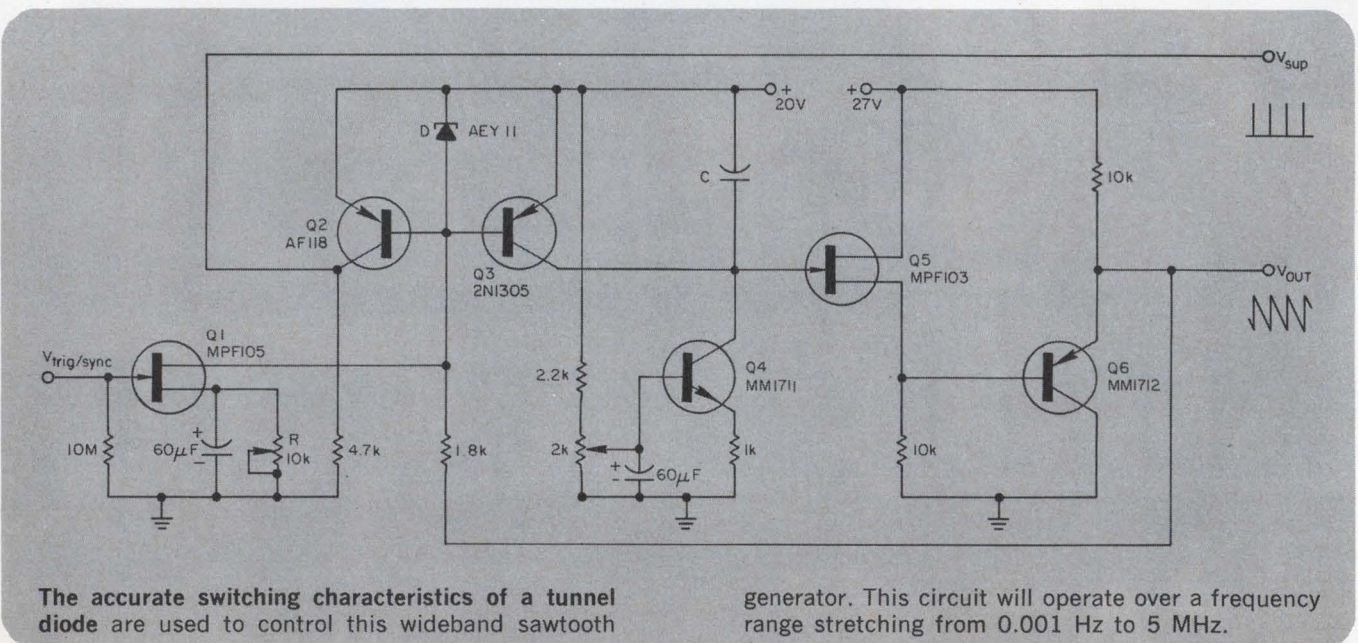 Vsup
+
20V
+
27V
D
AEY 11
C
10k
Q2
AF118
Q3
2N1305
Q5
MPF103
VOUT
Q1
MPF105
Vtrig/sync
2.2k
Q4
MM1711
Q6
MM1712
10M
+
60μF
-
R
10k
4.7k
1.8k
2k
+
60μF
-
1k
10k
The accurate switching characteristics of a tunnel
diode are used to control this wideband sawtooth
generator. This circuit will operate over a frequency
range stretching from 0.001 Hz to 5 MHz.